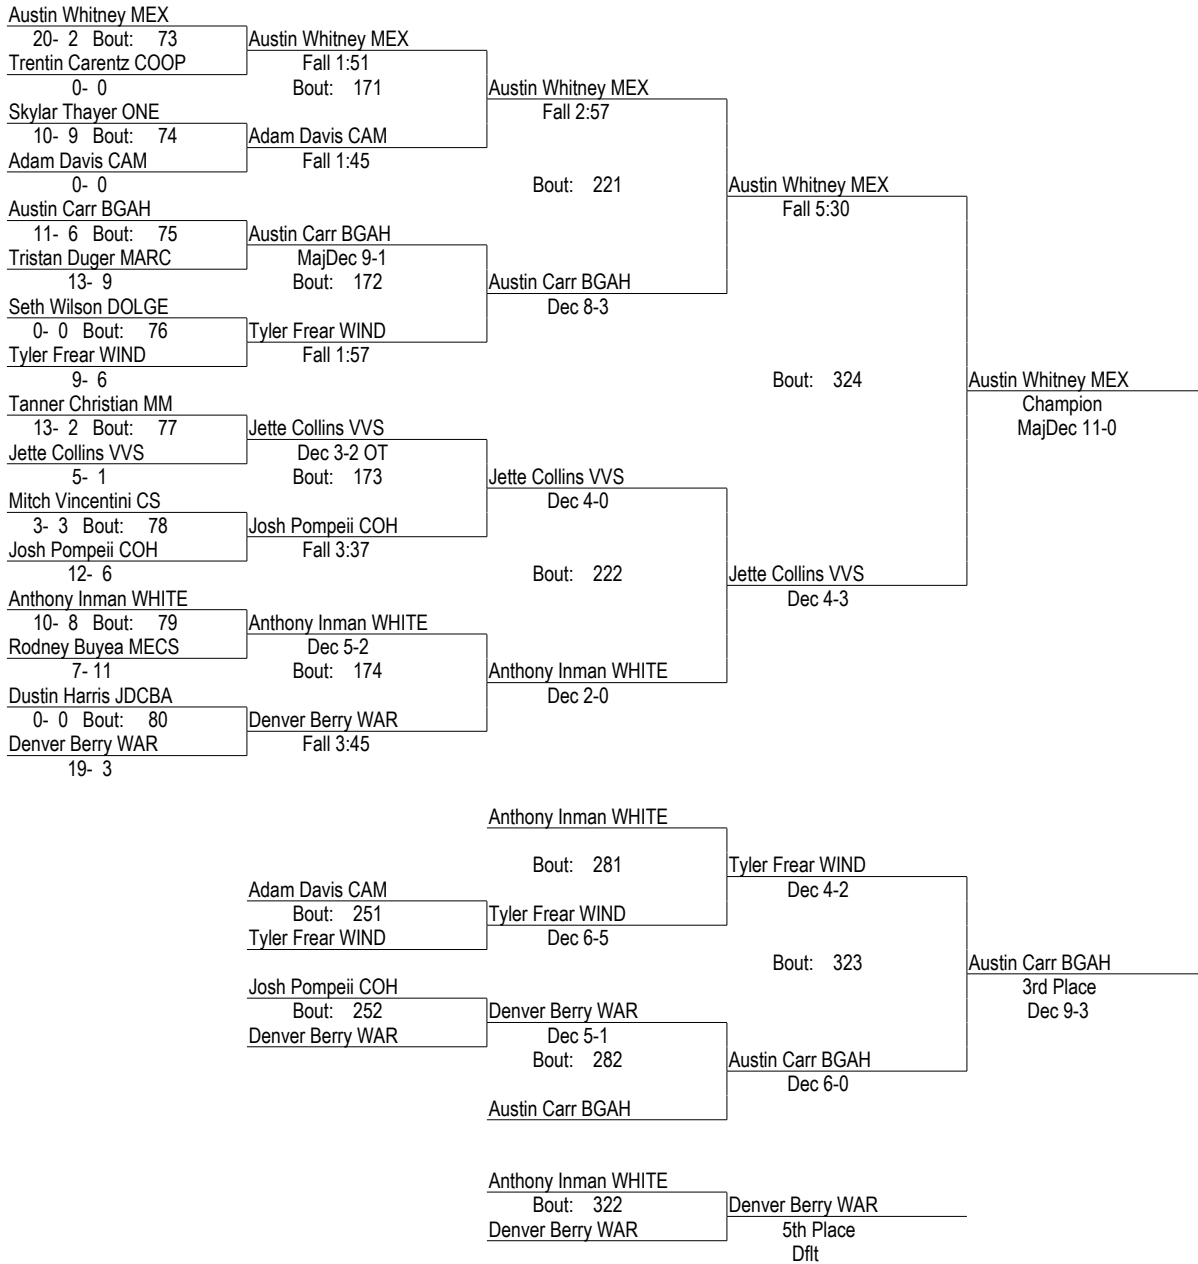 Austin Whitney MEX
20- 2 Bout: 73
Austin Whitney MEX
Trentin Carentz COOP
Fall 1:51
0- 0
Bout: 171
Austin Whitney MEX
Skylar Thayer ONE
Fall 2:57
10- 9 Bout: 74
Adam Davis CAM
Adam Davis CAM
Fall 1:45
0- 0
Bout: 221
Austin Whitney MEX
Austin Carr BGAH
Fall 5:30
11- 6 Bout: 75
Austin Carr BGAH
Tristan Duger MARC
MajDec 9-1
13- 9
Bout: 172
Austin Carr BGAH
Seth Wilson DOLGE
Dec 8-3
0- 0 Bout: 76
Tyler Frear WIND
Tyler Frear WIND
Fall 1:57
9- 6
Bout: 324
Austin Whitney MEX
Tanner Christian MM
Champion
13- 2 Bout: 77
Jette Collins VVS
MajDec 11-0
Jette Collins VVS
Dec 3-2 OT
5- 1
Bout: 173
Jette Collins VVS
Mitch Vincentini CS
Dec 4-0
3- 3 Bout: 78
Josh Pompeii COH
Josh Pompeii COH
Fall 3:37
12- 6
Bout: 222
Jette Collins VVS
Anthony Inman WHITE
Dec 4-3
10- 8 Bout: 79
Anthony Inman WHITE
Rodney Buyea MECS
Dec 5-2
7- 11
Bout: 174
Anthony Inman WHITE
Dustin Harris JDCBA
Dec 2-0
0- 0 Bout: 80
Denver Berry WAR
Denver Berry WAR
Fall 3:45
19- 3
Anthony Inman WHITE
Bout: 281
Tyler Frear WIND
Adam Davis CAM
Dec 4-2
Bout: 251
Tyler Frear WIND
Tyler Frear WIND
Dec 6-5
Bout: 323
Austin Carr BGAH
Josh Pompeii COH
3rd Place
Bout: 252
Denver Berry WAR
Dec 9-3
Denver Berry WAR
Dec 5-1
Bout: 282
Austin Carr BGAH
Dec 6-0
Austin Carr BGAH
Anthony Inman WHITE
Bout: 322
Denver Berry WAR
Denver Berry WAR
5th Place
Dflt